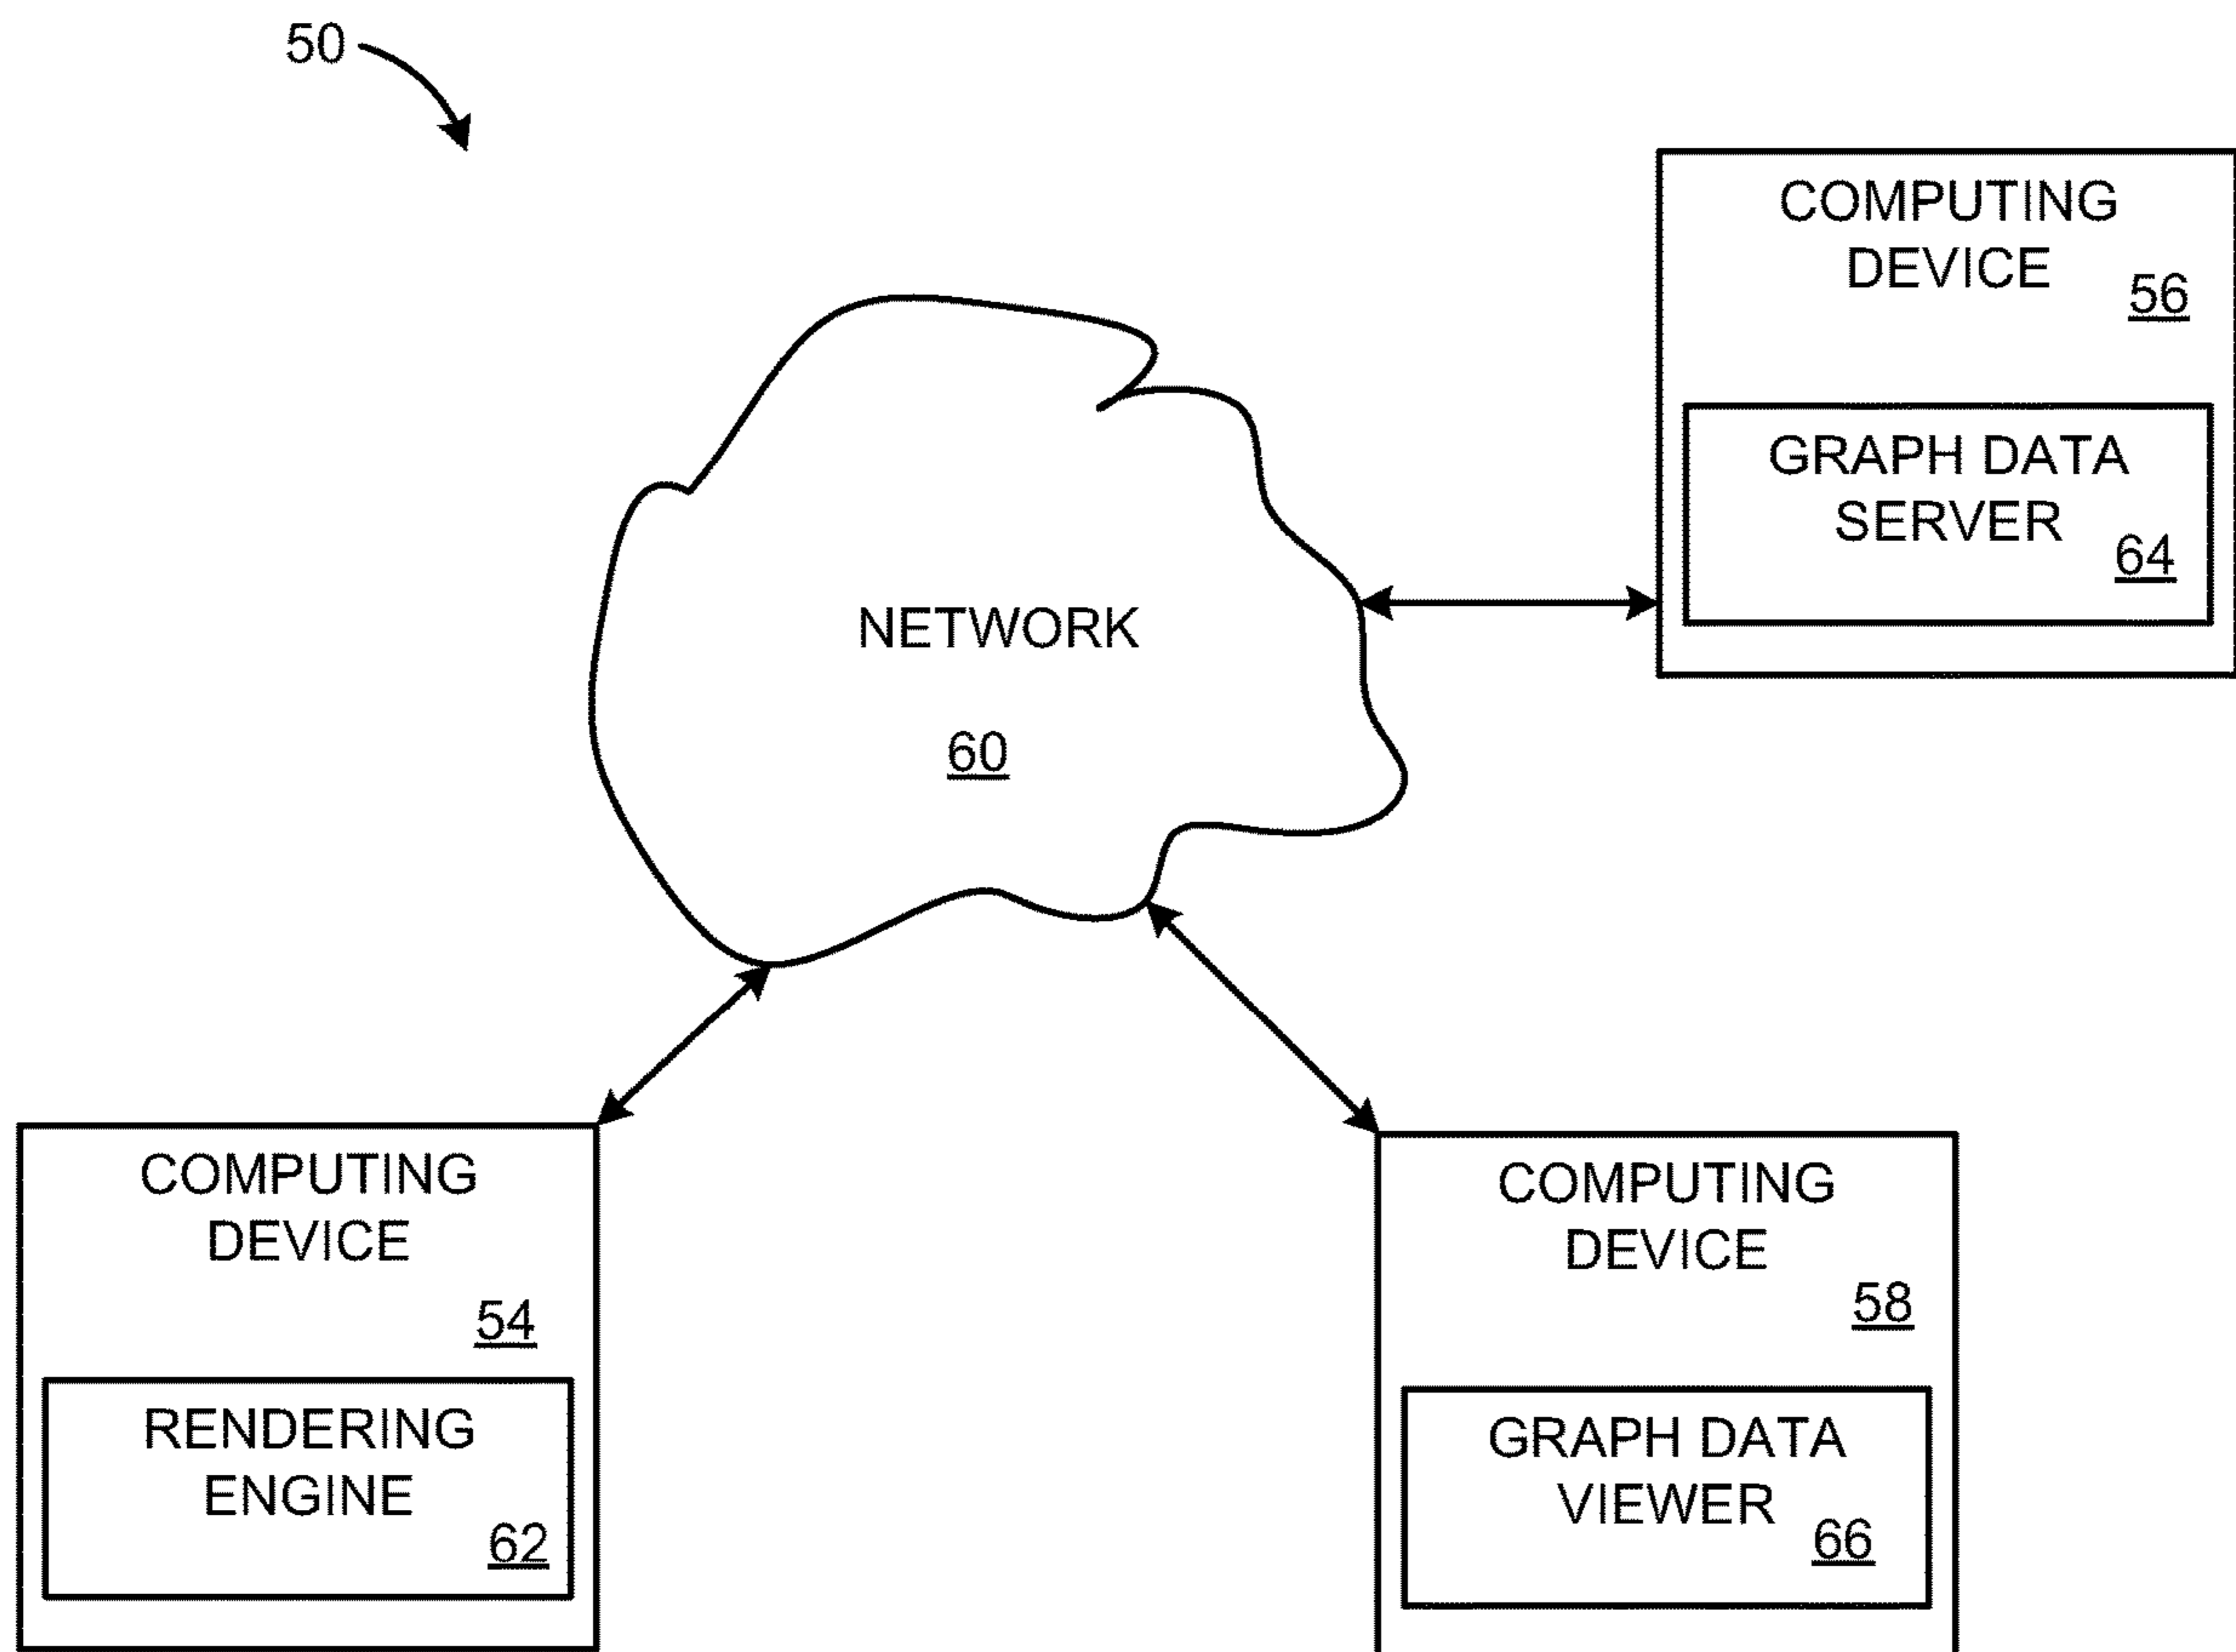 50
COMPUTING
DEVICE
56
GRAPH DATA
SERVER
64
NETWORK
60
COMPUTING
DEVICE
54
RENDERING
ENGINE
62
COMPUTING
DEVICE
58
GRAPH DATA
VIEWER
66